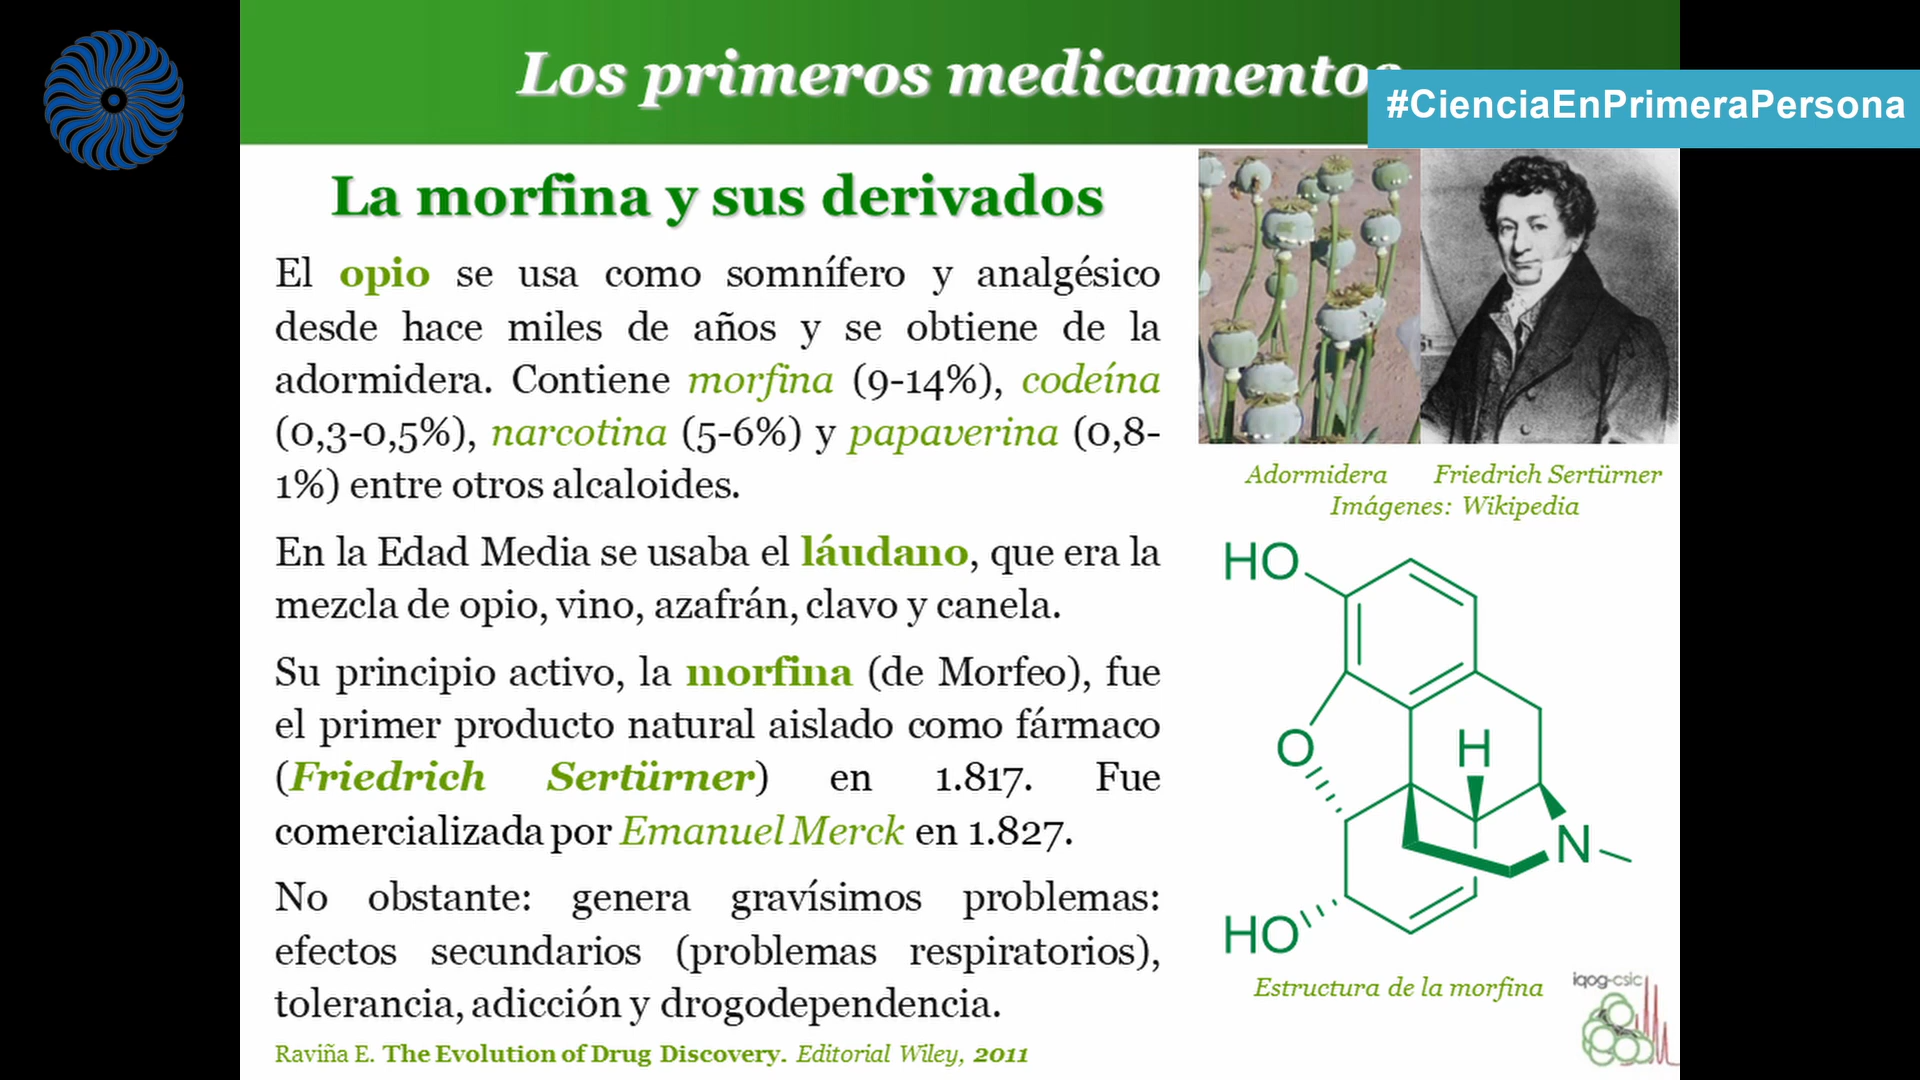 Los primeros medicamentos
#CienciaEnPrimeraPersona
La morfina y sus derivados
El opio se usa como somnífero y analgésico
desde hace miles de años y se obtiene de la
adormidera. Contiene morfina (9-14%), codeína
(0,3-0,5%), narcotina (5-6%) y papaverina (0,8-
1%) entre otros alcaloides.
En la Edad Media se usaba el láudano, que era la
mezcla de opio, vino, azafrán, clavo y canela.
Su principio activo, la morfina (de Morfeo), fue
el primer producto natural aislado como fármaco
(Friedrich Sertürner) en 1.817. Fue
comercializada por Emanuel Merck en 1.827.
No obstante: genera gravísimos problemas:
efectos secundarios (problemas respiratorios),
tolerancia, adicción y drogodependencia.
Raviña E. The Evolution of Drug Discovery. Editorial Wiley, 2011
Adormidera Friedrich Sertürner
Imágenes: Wikipedia
HO
O
H
N
HO
Estructura de la morfina
iqog-csic